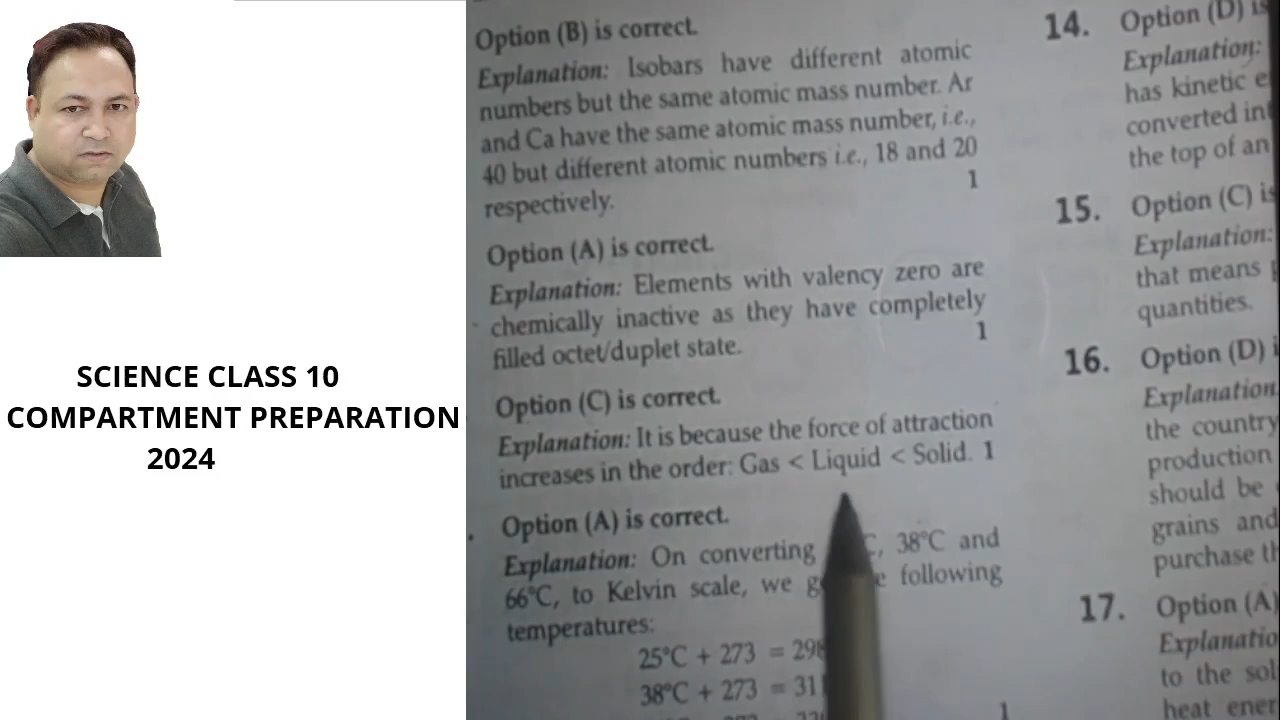 SCIENCE CLASS 10
COMPARTMENT PREPARATION
2024
Option (B) is correct.
Explanation: Isobars have different atomic
numbers but the same atomic mass number. Ar
and Ca have the same atomic mass number, i.e.,
40 but different atomic numbers i.e., 18 and 20
respectively. 1
Option (A) is correct.
Explanation: Elements with valency zero are
chemically inactive as they have completely
filled octet/duplet state. 1
Option (C) is correct.
Explanation: It is because the force of attraction
increases in the order: Gas < Liquid < Solid. 1
Option (A) is correct.
Explanation: On converting 38°C and
66°C, to Kelvin scale, we following
temperatures:
25°C + 273 =
38°C + 273 =
1
14. Option (D) is
Explanation:
has kinetic
converted
the top of an
15. Option (C) is
Explanation:
that means
quantities.
16. Option (D)
Explanation
the country
production
should be
grains and
purchase
17. Option (A)
to the
heat